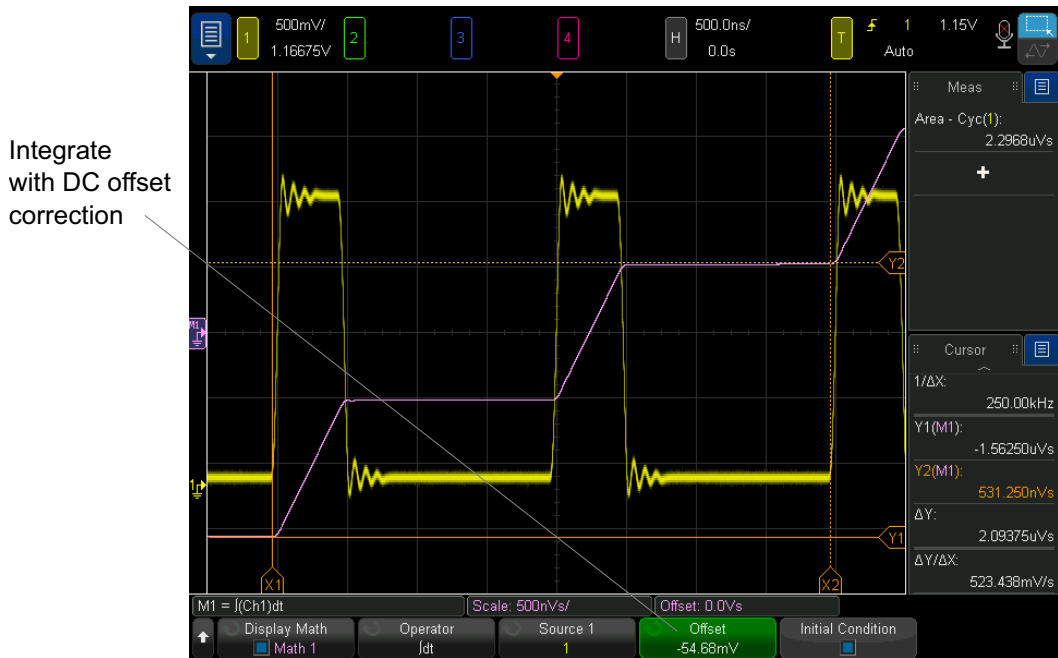 Integrate
with DC offset
correction
1
500mV/
1.16675V
2
3
4
H
500.0ns/
0.0s
T
1
1.15V
Auto
Meas
Area - Cyc(1):
2.2968uVs
+
Cursor
1/ΔX:
250.00kHz
Y1(M1):
-1.56250uVs
Y2(M1):
531.250nVs
ΔY:
2.09375uVs
ΔY/ΔX:
523.438mV/s
M1
1
Y2
Y1
X1
X2
M1 = ∫(Ch1)dt
Scale: 500nVs/
Offset: 0.0Vs
Display Math
Math 1
Operator
∫dt
Source 1
1
Offset
-54.68mV
Initial Condition